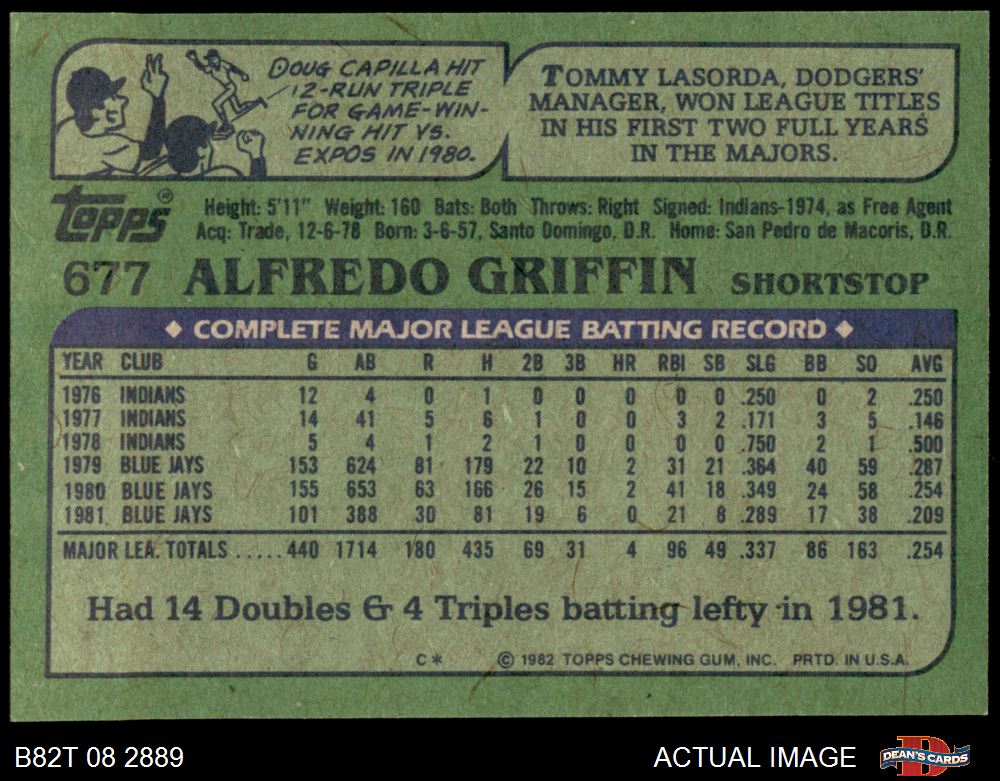 DOUG CAPILLA HIT
12-RUN TRIPLE
FOR GAME-WIN-
NING HIT VS.
EXPOS IN 1980.
TOMMY LASORDA, DODGERS'
MANAGER, WON LEAGUE TITLES
IN HIS FIRST TWO FULL YEARS
IN THE MAJORS.
Topps®
Height: 5'11" Weight: 160 Bats: Both Throws: Right Signed: Indians-1974, as Free Agent
Acq: Trade, 12-6-78 Born: 3-6-57, Santo Domingo, D.R. Home: San Pedro de Macoris, D.R.
677 ALFREDO GRIFFIN SHORTSTOP
◆ COMPLETE MAJOR LEAGUE BATTING RECORD ◆
YEAR CLUB G AB R H 2B 3B HR RBI SB SLG BB SO AVG
1976 INDIANS 12 4 0 1 0 0 0 0 0 .250 0 2 .250
1977 INDIANS 14 41 5 6 1 0 0 3 2 .171 3 5 .146
1978 INDIANS 5 4 1 2 1 0 0 0 0 .750 2 1 .500
1979 BLUE JAYS 153 624 81 179 22 10 2 31 21 .364 40 59 .287
1980 BLUE JAYS 155 653 63 166 26 15 2 41 18 .349 24 58 .254
1981 BLUE JAYS 101 388 30 81 19 6 0 21 8 .289 17 38 .209
MAJOR LEA. TOTALS .....440 1714 180 435 69 31 4 96 49 .337 86 163 .254
Had 14 Doubles & 4 Triples batting lefty in 1981.
C* © 1982 TOPPS CHEWING GUM, INC. PRTD. IN U.S.A.
B82T 08 2889
ACTUAL IMAGE
DEAN'S CARDS